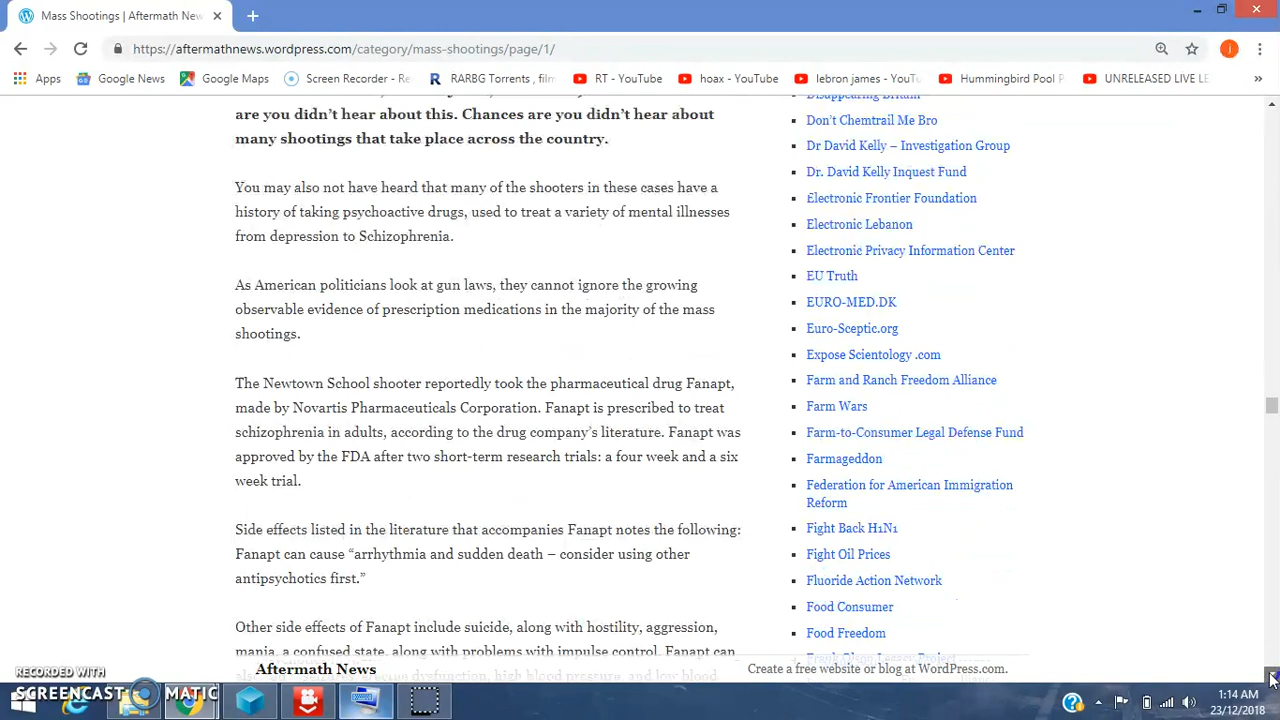 Mass Shootings | Aftermath New
https://aftermathnews.wordpress.com/category/mass-shootings/page/1/
Apps Google News Google Maps Screen Recorder - Re RARBG Torrents , film RT - YouTube hoax - YouTube lebron james - YouTu Hummingbird Pool P UNRELEASED LIVE LE
are you didn't hear about this. Chances are you didn't hear about
many shootings that take place across the country.
You may also not have heard that many of the shooters in these cases have a
history of taking psychoactive drugs, used to treat a variety of mental illnesses
from depression to Schizophrenia.
As American politicians look at gun laws, they cannot ignore the growing
observable evidence of prescription medications in the majority of the mass
shootings.
The Newtown School shooter reportedly took the pharmaceutical drug Fanapt,
made by Novartis Pharmaceuticals Corporation. Fanapt is prescribed to treat
schizophrenia in adults, according to the drug company's literature. Fanapt was
approved by the FDA after two short-term research trials: a four week and a six
week trial.
Side effects listed in the literature that accompanies Fanapt notes the following:
Fanapt can cause “arrhythmia and sudden death – consider using other
antipsychotics first.”
Other side effects of Fanapt include suicide, along with hostility, aggression,
mania, a confused state, along with problems with impulse control. Fanapt can
dysfunction, high blood pressure, and low blood
Disappearing Britain
Don't Chemtrail Me Bro
Dr David Kelly – Investigation Group
Dr. David Kelly Inquest Fund
Electronic Frontier Foundation
Electronic Lebanon
Electronic Privacy Information Center
EU Truth
EURO-MED.DK
Euro-Sceptic.org
Expose Scientology .com
Farm and Ranch Freedom Alliance
Farm Wars
Farm-to-Consumer Legal Defense Fund
Farmageddon
Federation for American Immigration
Reform
Fight Back H1N1
Fight Oil Prices
Fluoride Action Network
Food Consumer
Food Freedom
Frank Olson Legacy Project
Aftermath News
Create a free website or blog at WordPress.com.
RECORDED WITH
SCREENCAST MATIC
1:14 AM
23/12/2018